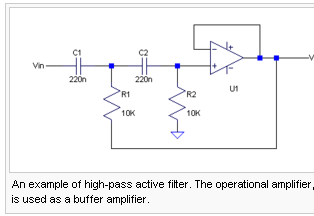 C1
C2
Vin
220n
220n
R1
10K
R2
10K
U1
An example of high-pass active filter. The operational amplifier,
is used as a buffer amplifier.